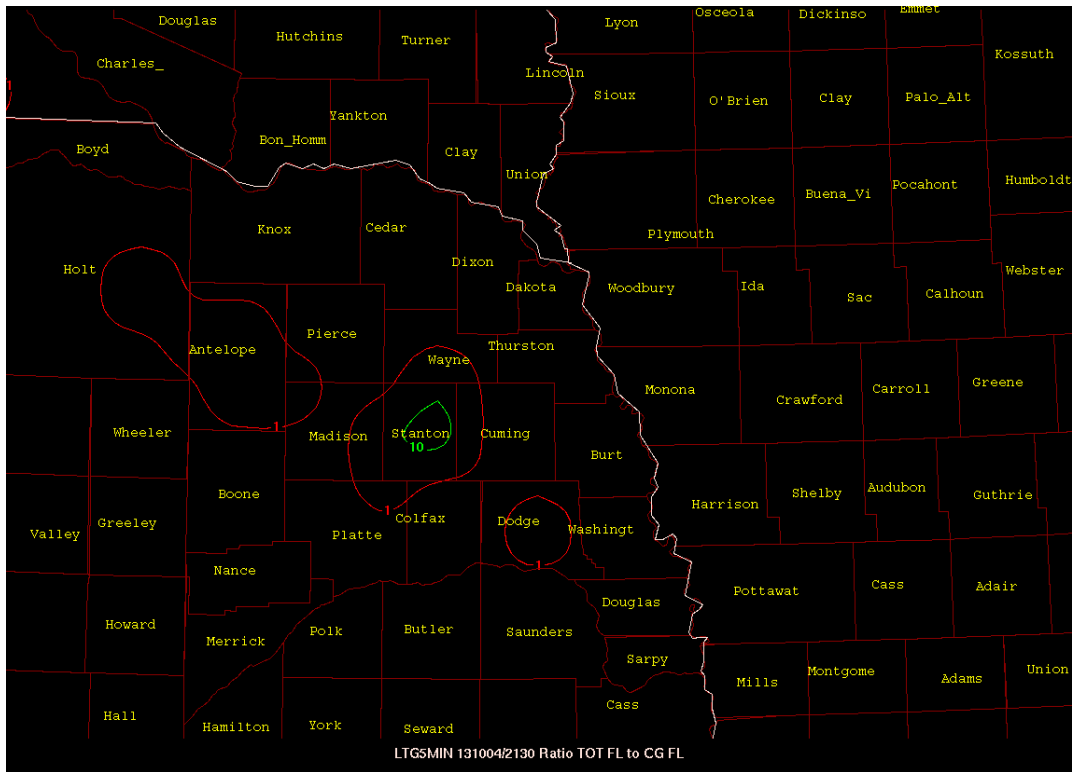 Osceola
Dickinso
Emmet
Douglas
Lyon
Hutchins
Turner
Kossuth
Charles_
Lincoln
Sioux
O'Brien
Clay
Palo_Alt
1
Yankton
Bon_Homm
Boyd
Clay
Union
Pocahont
Humboldt
Buena_Vi
Cherokee
Knox
Cedar
Plymouth
Dixon
Holt
Webster
Dakota
Woodbury
Ida
Sac
Calhoun
Pierce
Antelope
Thurston
Wayne
Monona
Crawford
Carroll
Greene
1
Wheeler
Madison
Stanton
Cuming
10
Burt
Boone
Harrison
Shelby
Audubon
Guthrie
1
Valley
Greeley
Platte
Colfax
Dodge
Washingt
1
Nance
Douglas
Pottawat
Cass
Adair
Howard
Merrick
Polk
Butler
Saunders
Sarpy
Mills
Montgome
Adams
Union
Hall
Hamilton
York
Seward
Cass
LTG5MIN 131004/2130 Ratio TOT FL to CG FL